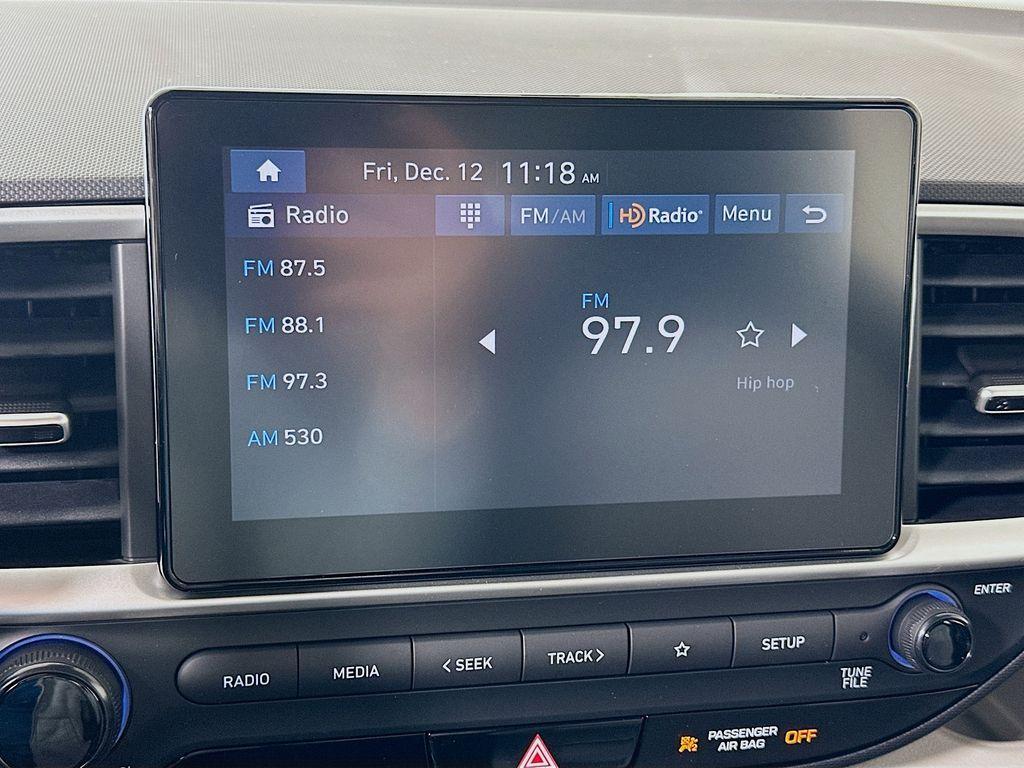 Fri, Dec. 12 11:18 AM
Radio FM/AM HD Radio® Menu
FM 87.5
FM 88.1
FM 97.3
AM 530
FM
97.9
Hip hop
ENTER
RADIO MEDIA < SEEK TRACK > SETUP
TUNE
FILE
PASSENGER
AIR BAG OFF